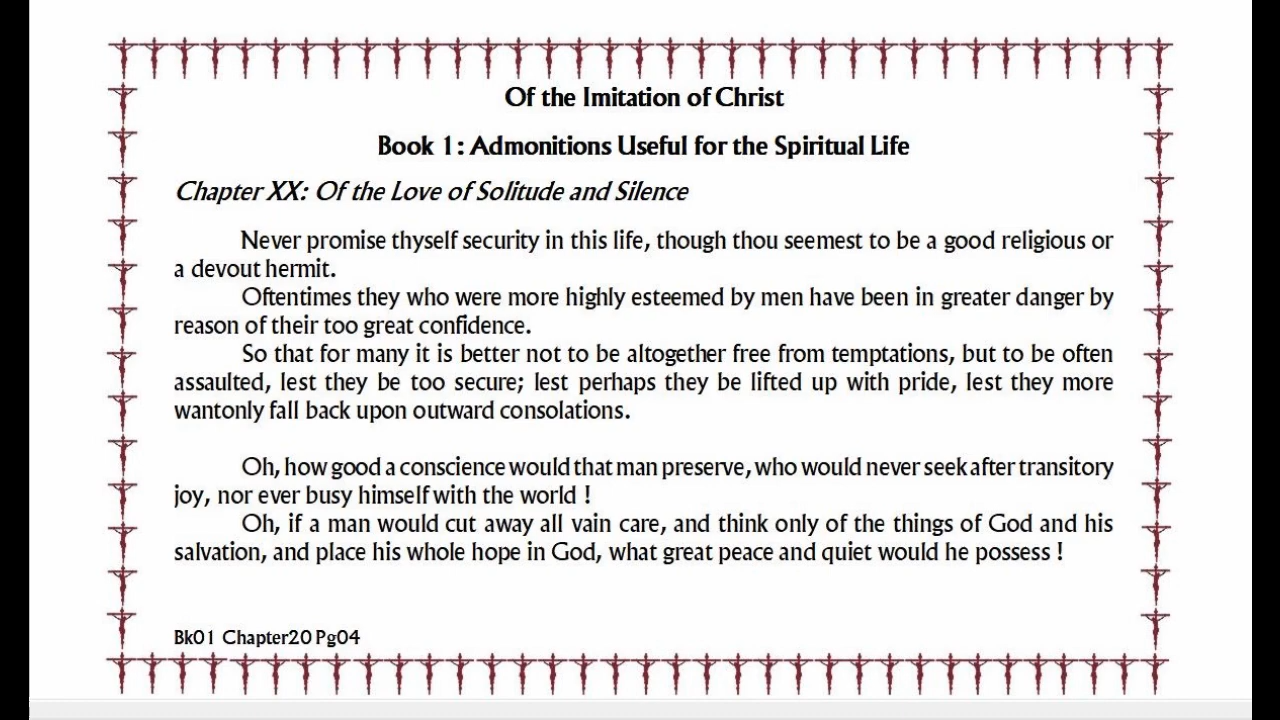 Of the Imitation of Christ
Book 1: Admonitions Useful for the Spiritual Life
Chapter XX: Of the Love of Solitude and Silence
Never promise thyself security in this life, though thou seemest to be a good religious or
a devout hermit.
Oftentimes they who were more highly esteemed by men have been in greater danger by
reason of their too great confidence.
So that for many it is better not to be altogether free from temptations, but to be often
assaulted, lest they be too secure; lest perhaps they be lifted up with pride, lest they more
wantonly fall back upon outward consolations.
Oh, how good a conscience would that man preserve, who would never seek after transitory
joy, nor ever busy himself with the world !
Oh, if a man would cut away all vain care, and think only of the things of God and his
salvation, and place his whole hope in God, what great peace and quiet would he possess !
Bk01 Chapter20 Pg04